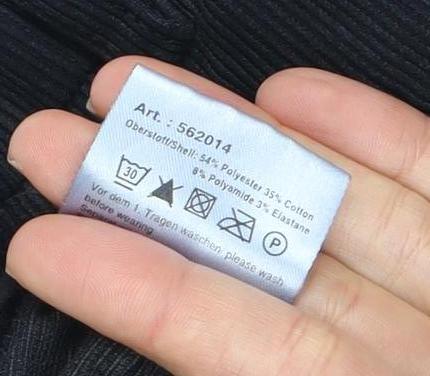 Art. : 562014
Oberstoff/Shell: 54% Polyester 35% Cotton
8% Polyamide 3% Elastane
30
P
Vor dem 1. Tragen waschen, please wash
before wearing